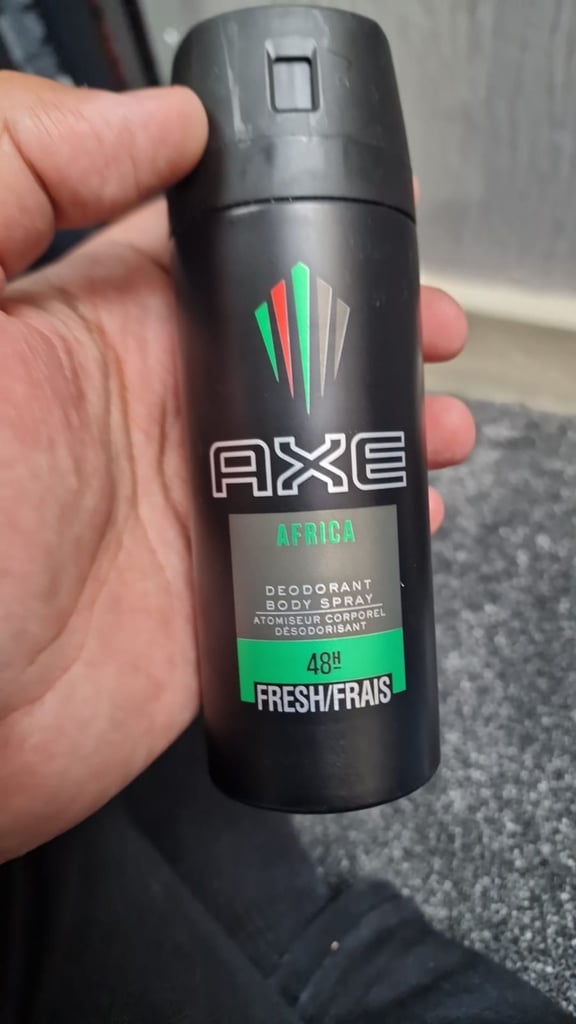 AXE
AFRICA
DEODORANT
BODY SPRAY
ATOMISEUR CORPOREL
DÉSODORISANT
48H
FRESH/FRAIS